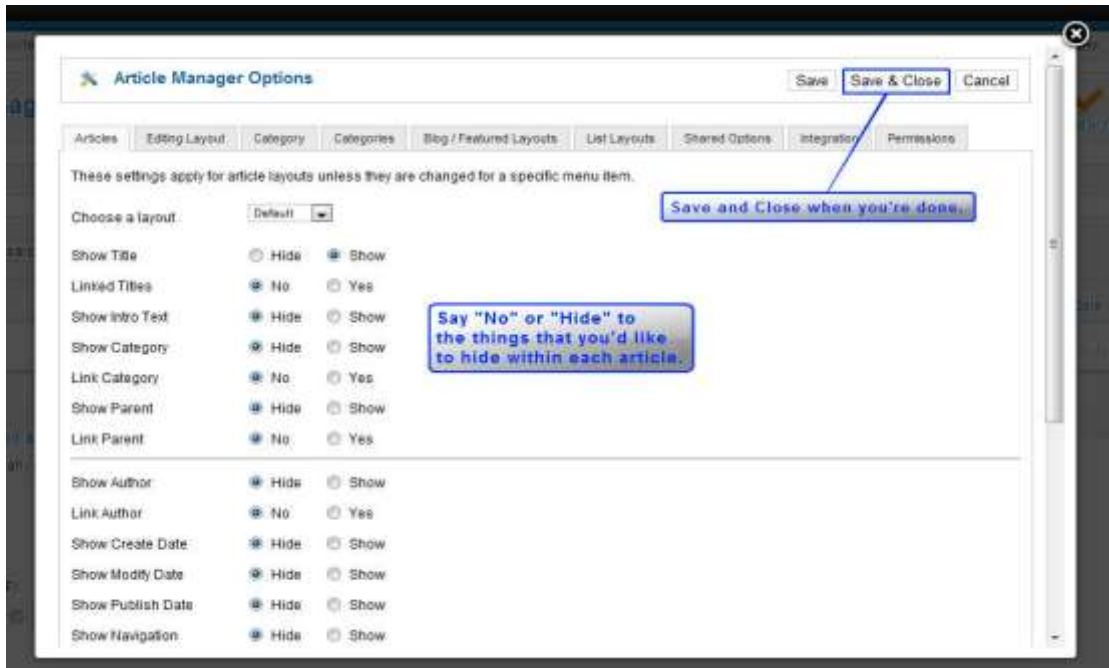 Article Manager Options
Save Save & Close Cancel
Articles Editing Layout Category Categories Blog / Featured Layouts List Layouts Shared Options Integration Permissions
These settings apply for article layouts unless they are changed for a specific menu item.
Choose a layout Default
Save and Close when you're done.
Show Title Hide Show
Linked Titles No Yes
Show Intro Text Hide Show
Say "No" or "Hide" to
the things that you'd like
to hide within each article.
Show Category Hide Show
Link Category No Yes
Show Parent Hide Show
Link Parent No Yes
Show Author Hide Show
Link Author No Yes
Show Create Date Hide Show
Show Modify Date Hide Show
Show Publish Date Hide Show
Show Navigation Hide Show